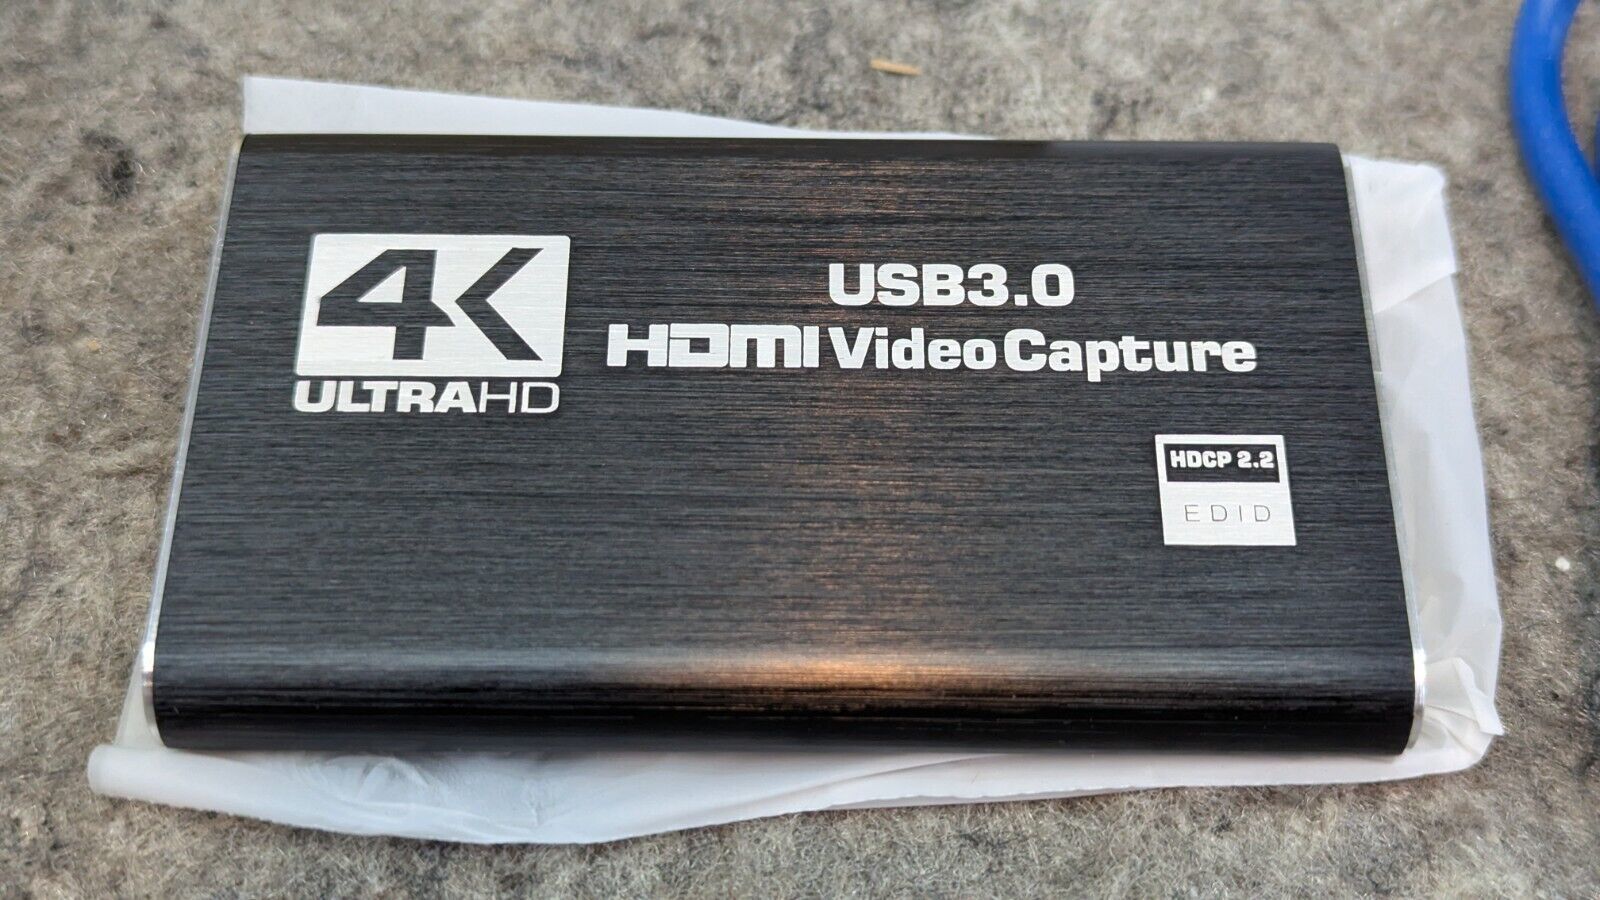 4K
ULTRAHD
USB3.0
HDMI Video Capture
HDCP 2.2
EDID